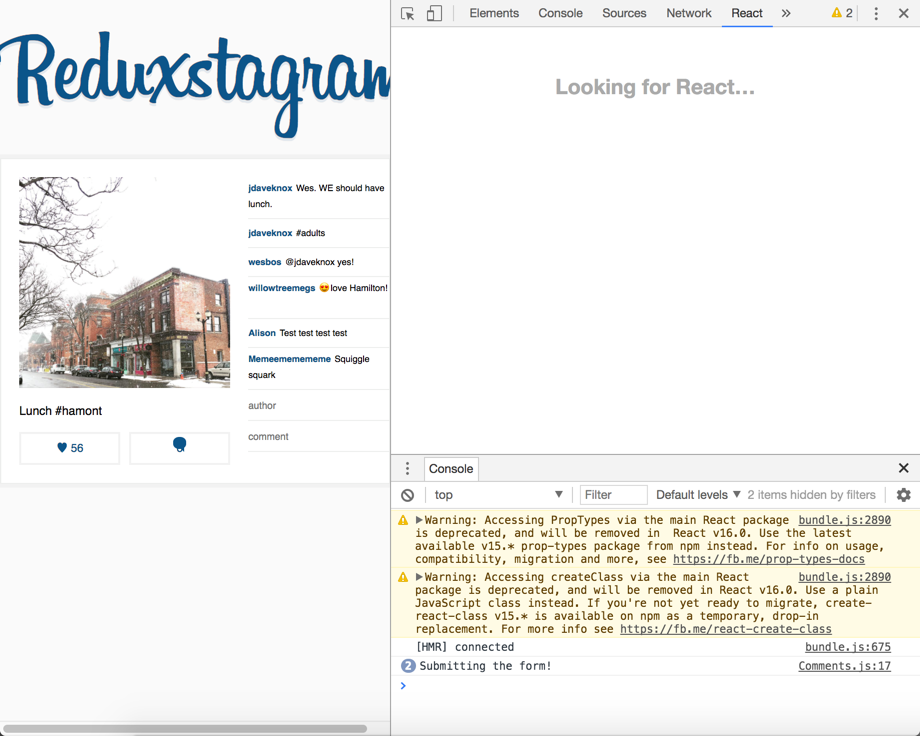 Reduxstagram
jdaveknox Wes. WE should have
lunch.
jdaveknox #adults
wesbos @jdaveknox yes!
willowtreemegs 😍love Hamilton!
Alison Test test test test
Memeemememeeme Squiggle
squark
author
comment
Lunch #hamont
56
Elements Console Sources Network React » 2
Looking for React…
Console
top Filter Default levels 2 items hidden by filters
Warning: Accessing PropTypes via the main React package bundle.js:2890
is deprecated, and will be removed in  React v16.0. Use the latest
available v15.* prop-types package from npm instead. For info on usage,
compatibility, migration and more, see https://fb.me/prop-types-docs
Warning: Accessing createClass via the main React bundle.js:2890
package is deprecated, and will be removed in React v16.0. Use a plain
JavaScript class instead. If you're not yet ready to migrate, create-
react-class v15.* is available on npm as a temporary, drop-in
replacement. For more info see https://fb.me/react-create-class
[HMR] connected bundle.js:675
2 Submitting the form! Comments.js:17